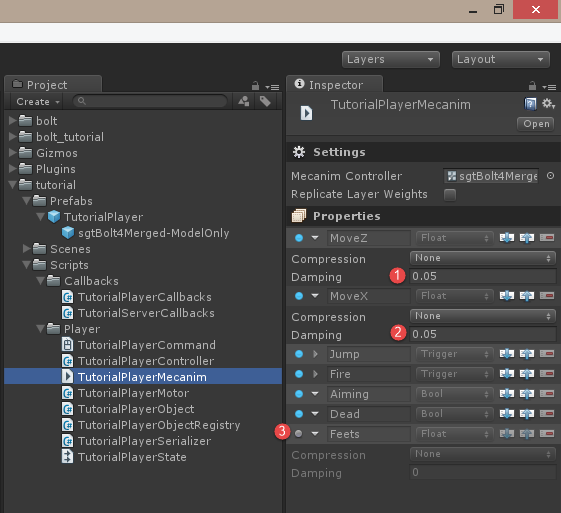 Layers
Layout
Project
Create
bolt
bolt_tutorial
Gizmos
Plugins
tutorial
Prefabs
TutorialPlayer
sgtBolt4Merged-ModelOnly
Scenes
Scripts
Callbacks
TutorialPlayerCallbacks
TutorialServerCallbacks
Player
TutorialPlayerCommand
TutorialPlayerController
TutorialPlayerMecanim
TutorialPlayerMotor
TutorialPlayerObject
TutorialPlayerObjectRegistry
TutorialPlayerSerializer
TutorialPlayerState
Inspector
TutorialPlayerMecanim
Open
Settings
Mecanim Controller sgtBolt4Merge
Replicate Layer Weights
Properties
MoveZ Float
Compression None
Damping 1 0.05
MoveX Float
Compression None
Damping 2 0.05
Jump Trigger
Fire Trigger
Aiming Bool
Dead Bool
3 Feets Float
Compression None
Damping 0